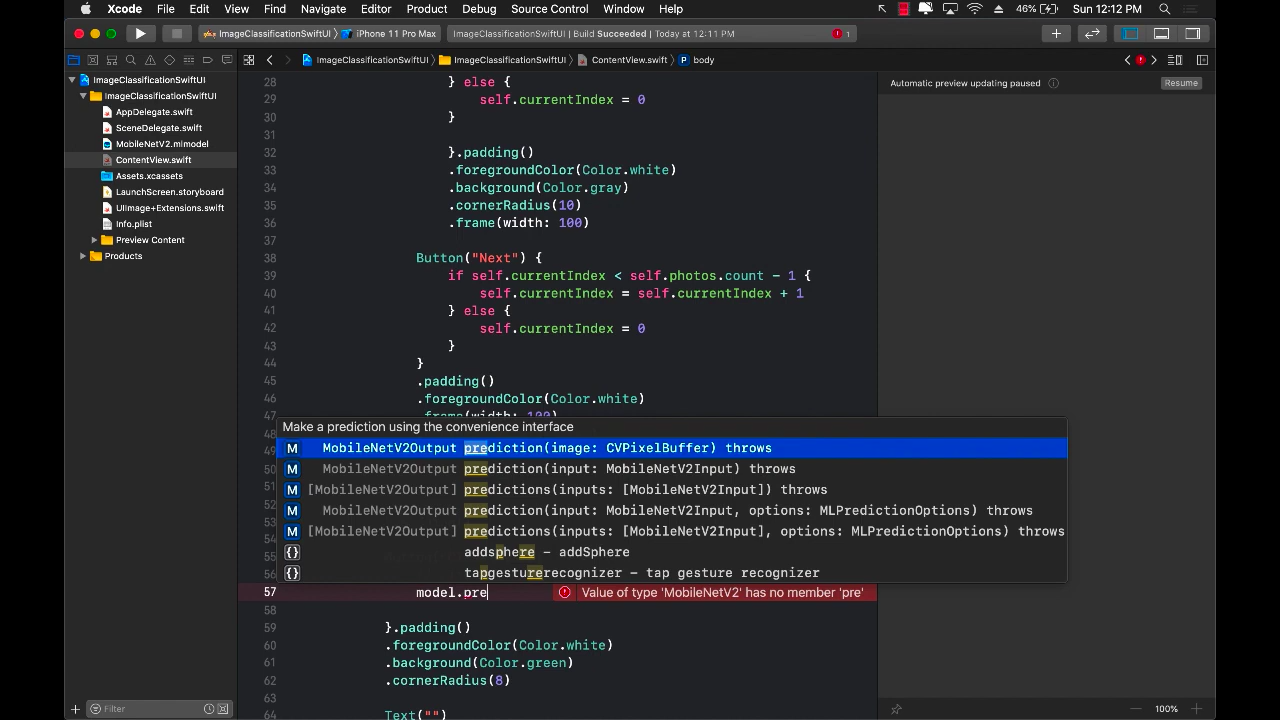 Xcode File Edit View Find Navigate Editor Product Debug Source Control Window Help 46% Sun 12:12 PM
ImageClassificationSwiftUI iPhone 11 Pro Max ImageClassificationSwiftUI | Build Succeeded | Today at 12:11 PM 1
ImageClassificationSwiftUI ImageClassificationSwiftUI ContentView.swift P body
ImageClassificationSwiftUI
ImageClassificationSwiftUI
AppDelegate.swift
SceneDelegate.swift
MobileNetV2.mlmodel
ContentView.swift
Assets.xcassets
LaunchScreen.storyboard
UIImage+Extensions.swift
Info.plist
Preview Content
Products
Filter
28 } else {
29 self.currentIndex = 0
30 }
31
32 }.padding()
33 .foregroundColor(Color.white)
34 .background(Color.gray)
35 .cornerRadius(10)
36 .frame(width: 100)
37
38 Button("Next") {
39 if self.currentIndex < self.photos.count - 1 {
40 self.currentIndex = self.currentIndex + 1
41 } else {
42 self.currentIndex = 0
43 }
44 }
45 .padding()
46 .foregroundColor(Color.white)
47 .frame(width: 100)
Make a prediction using the convenience interface
M MobileNetV2Output prediction(image: CVPixelBuffer) throws
M MobileNetV2Output prediction(input: MobileNetV2Input) throws
M [MobileNetV2Output] predictions(inputs: [MobileNetV2Input]) throws
M MobileNetV2Output prediction(input: MobileNetV2Input, options: MLPredictionOptions) throws
M [MobileNetV2Output] predictions(inputs: [MobileNetV2Input], options: MLPredictionOptions) throws
{} addsphere – addSphere
{} tapgesturerecognizer – tap gesture recognizer
57 model.pre Value of type 'MobileNetV2' has no member 'pre'
58
59 }.padding()
60 .foregroundColor(Color.white)
61 .background(Color.green)
62 .cornerRadius(8)
63
64 Text("")
Automatic preview updating paused Resume
100%